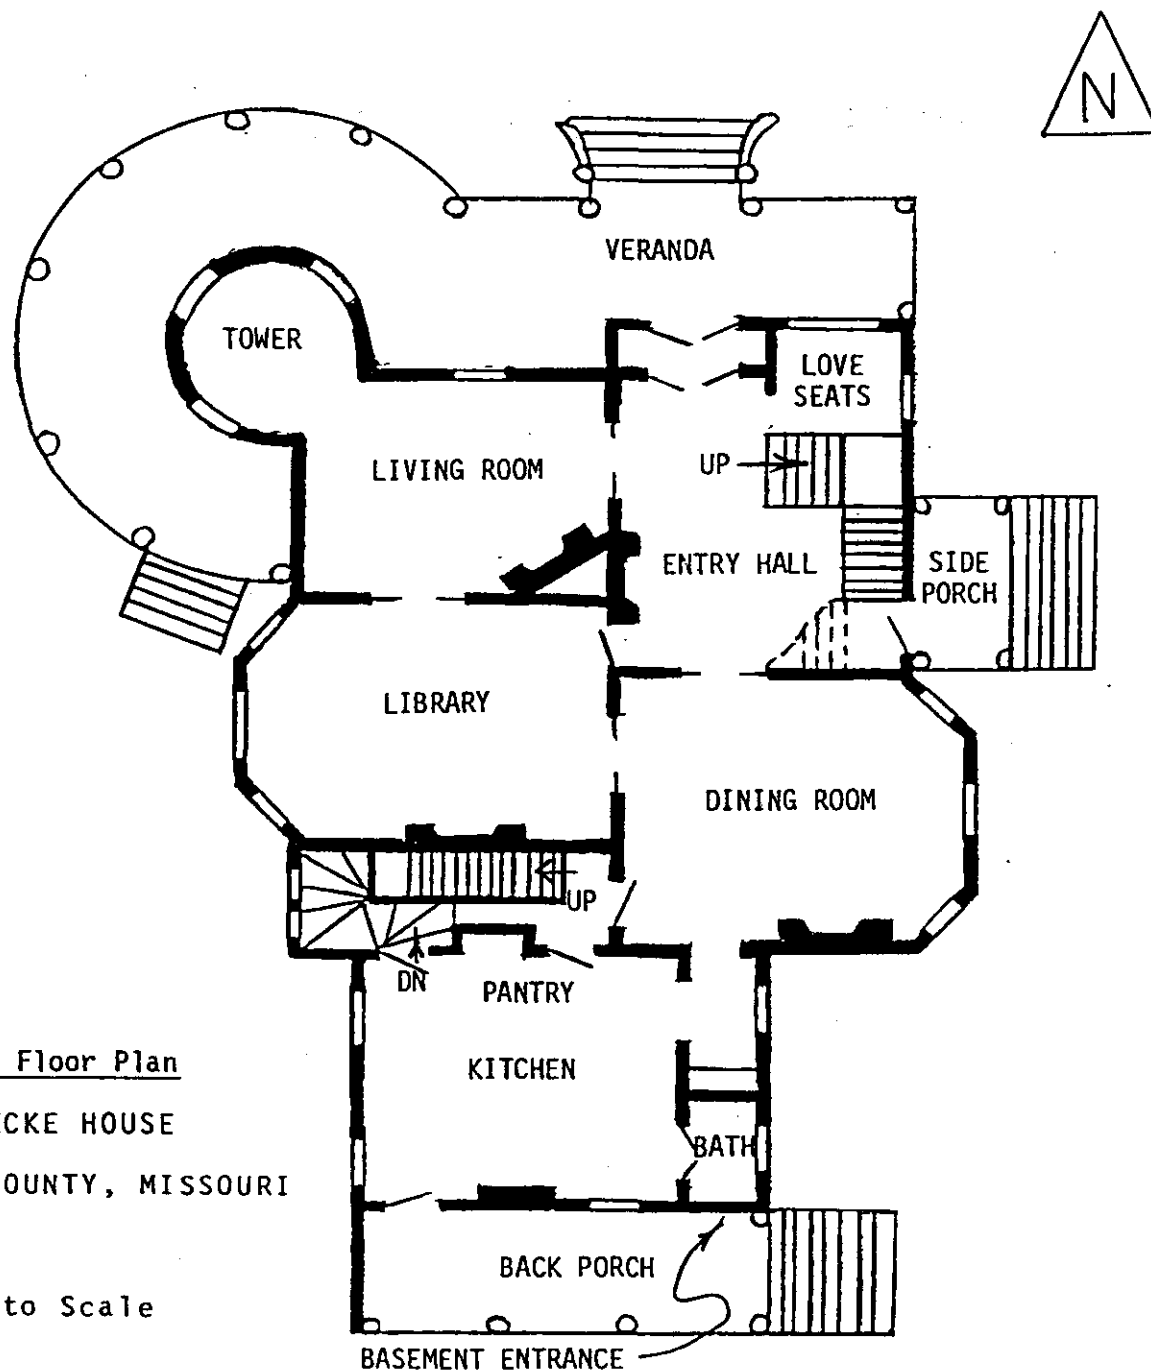 N
VERANDA
TOWER
LOVE
SEATS
LIVING ROOM
UP
ENTRY HALL
SIDE
PORCH
LIBRARY
DINING ROOM
UP
DN
PANTRY
KITCHEN
Floor Plan
CKE HOUSE
OUNTY, MISSOURI
BATH
BACK PORCH
to Scale
BASEMENT ENTRANCE